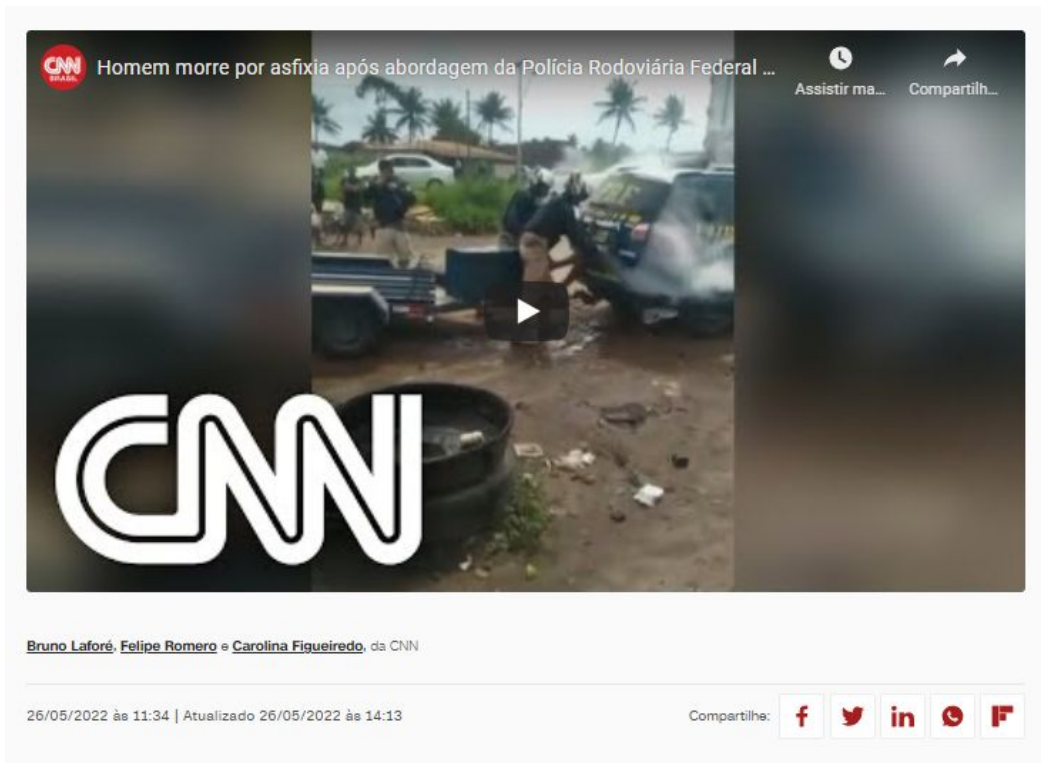 CNN BRASIL
Homem morre por asfixia após abordagem da Polícia Rodoviária Federal ...
Assistir ma...
Compartilh...
CNN
Bruno Laforé, Felipe Romero e Carolina Figueiredo, da CNN
26/05/2022 às 11:34 | Atualizado 26/05/2022 às 14:13
Compartilhe: